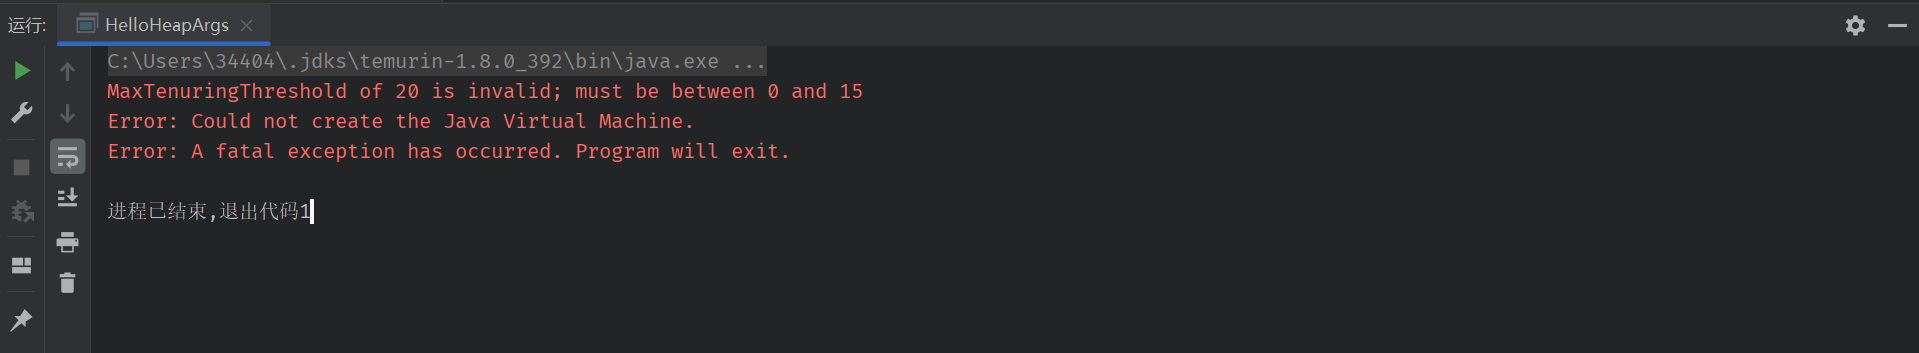 运行: HelloHeapArgs
C:\Users\34404\.jdks\temurin-1.8.0_392\bin\java.exe ...
MaxTenuringThreshold of 20 is invalid; must be between 0 and 15
Error: Could not create the Java Virtual Machine.
Error: A fatal exception has occurred. Program will exit.
进程已结束,退出代码1